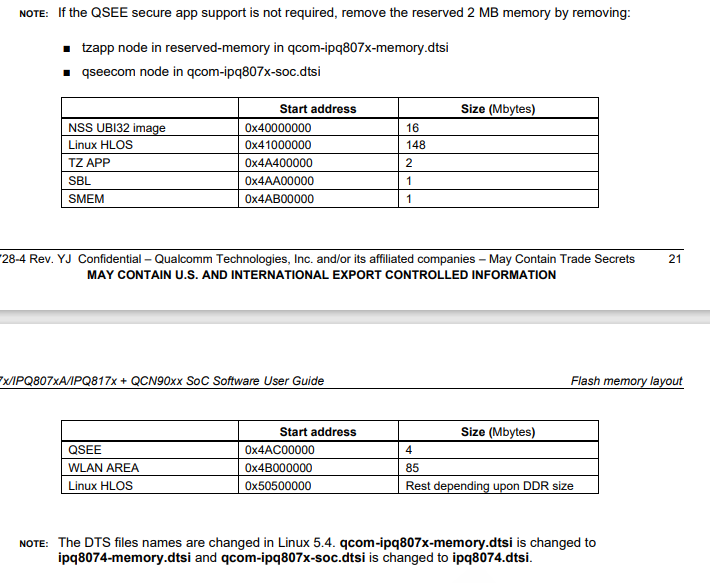 NOTE: If the QSEE secure app support is not required, remove the reserved 2 MB memory by removing:
■ tzapp node in reserved-memory in qcom-ipq807x-memory.dtsi
■ qseecom node in qcom-ipq807x-soc.dtsi
Start address Size (Mbytes)
NSS UBI32 image 0x40000000 16
Linux HLOS 0x41000000 148
TZ APP 0x4A400000 2
SBL 0x4AA00000 1
SMEM 0x4AB00000 1
728-4 Rev. YJ Confidential – Qualcomm Technologies, Inc. and/or its affiliated companies – May Contain Trade Secrets 21
MAY CONTAIN U.S. AND INTERNATIONAL EXPORT CONTROLLED INFORMATION
7x/IPQ807xA/IPQ817x + QCN90xx SoC Software User Guide Flash memory layout
Start address Size (Mbytes)
QSEE 0x4AC00000 4
WLAN AREA 0x4B000000 85
Linux HLOS 0x50500000 Rest depending upon DDR size
NOTE: The DTS files names are changed in Linux 5.4. qcom-ipq807x-memory.dtsi is changed to
ipq8074-memory.dtsi and qcom-ipq807x-soc.dtsi is changed to ipq8074.dtsi.